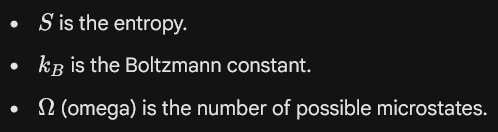 • S is the entropy.
• k_B is the Boltzmann constant.
• Ω (omega) is the number of possible microstates.